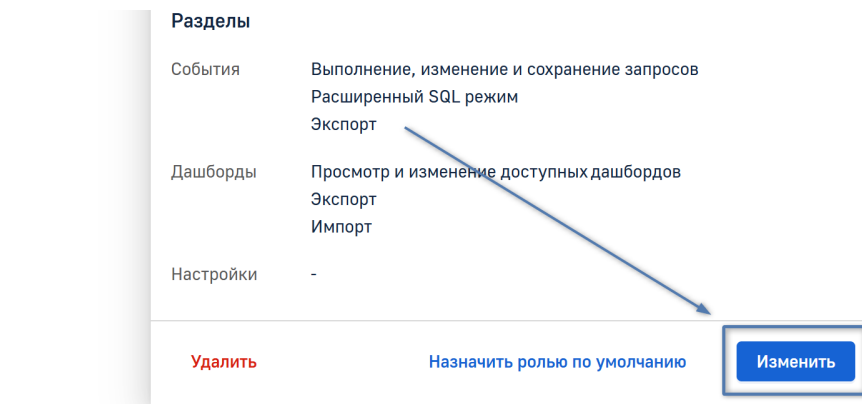 Разделы
События Выполнение, изменение и сохранение запросов
Расширенный SQL режим
Экспорт
Дашборды Просмотр и изменение доступных дашбордов
Экспорт
Импорт
Настройки -
Удалить Назначить ролью по умолчанию Изменить